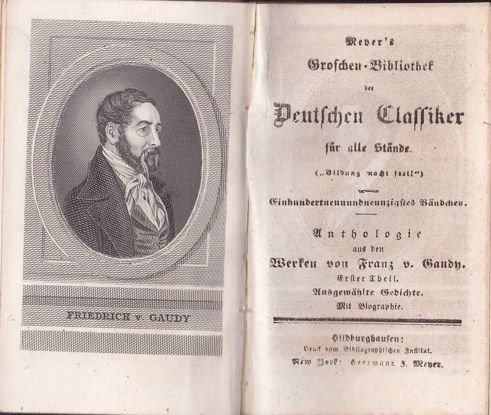 FRIEDRICH v GAUDY
Meyer's
Groschen-Bibliothek
der
Deutschen Classiker
für alle Stände.
(„Bildung macht frei!")
Einhundertneunundneunzigstes Bändchen.
Anthologie
aus den
Werken von Franz v. Gaudy.
Erster Theil.
Ausgewählte Gedichte.
Mit Biographie.
Hildburghausen:
Druck vom Bibliographischen Institut.
New York: Herrmann J. Meyer.